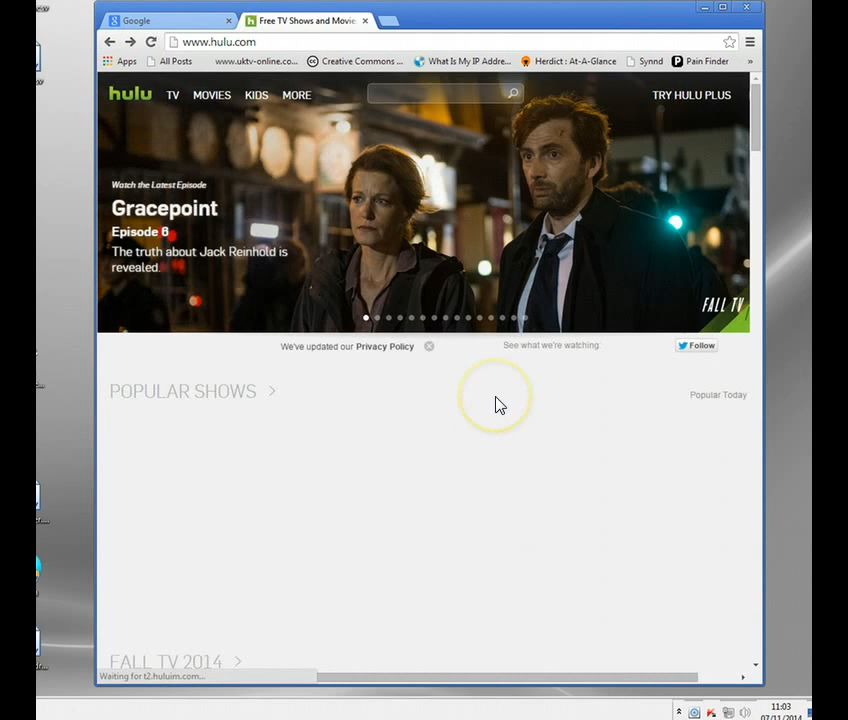 Google
Free TV Shows and Movie
www.hulu.com
Apps All Posts www.uktv-online.co... Creative Commons ... What Is My IP Addre... Herdict : At-A-Glance Synnd Pain Finder »
hulu TV MOVIES KIDS MORE TRY HULU PLUS
Watch the Latest Episode
Gracepoint
Episode 6
The truth about Jack Reinhold is
revealed.
FALL TV
We've updated our Privacy Policy See what we're watching: Follow
POPULAR SHOWS Popular Today
FALL TV 2014
Waiting for t2.huluim.com...
11:03
07/11/2014